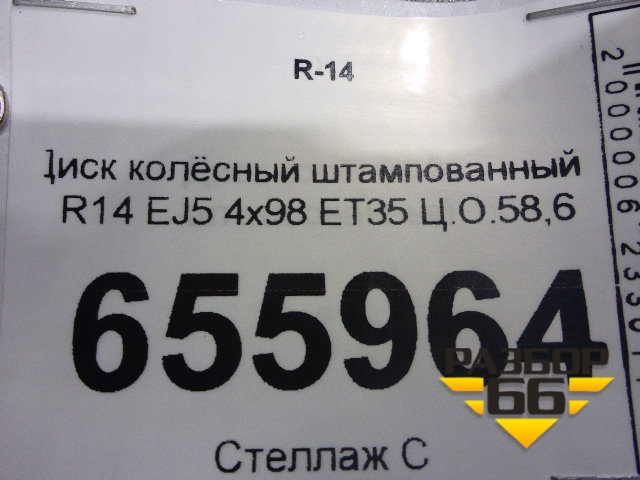 R-14
Диск колёсный штампованный
R14 EJ5 4x98 ET35 Ц.О.58,6
655964
РАЗБОР
66
Стеллаж С